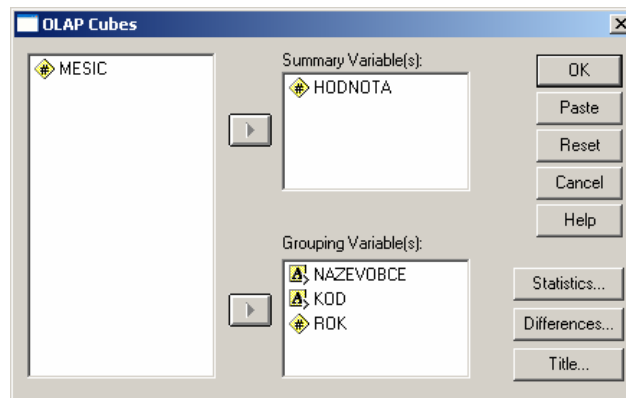 OLAP Cubes
MESIC
Summary Variable(s):
HODNOTA
Grouping Variable(s):
NAZEVOBCE
KOD
ROK
OK
Paste
Reset
Cancel
Help
Statistics...
Differences...
Title...